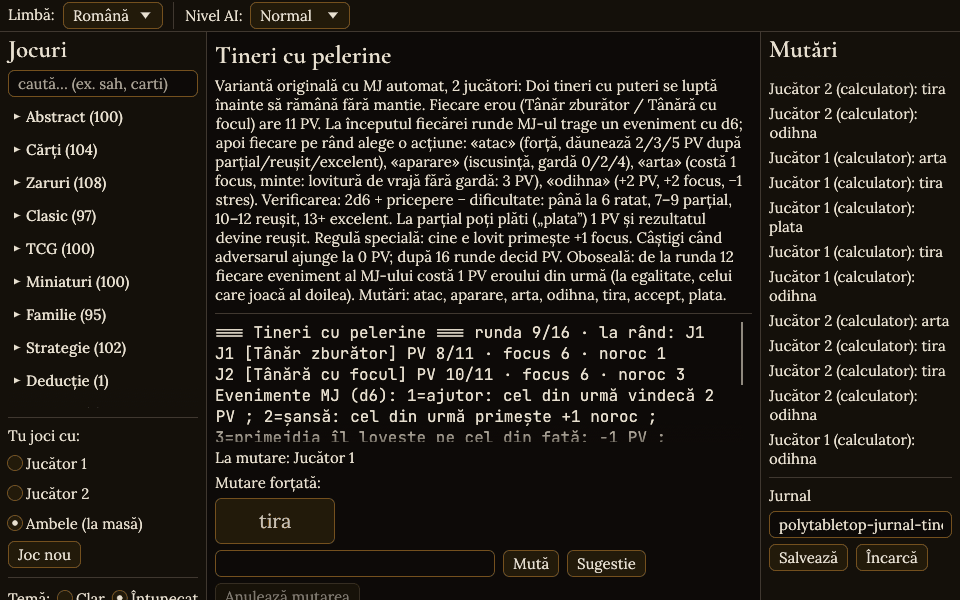 Limbă: Română ▼ Nivel AI: Normal ▼
Jocuri
caută... (ex. sah, carti)
▸ Abstract (100)
▸ Cărți (104)
▸ Zaruri (108)
▸ Clasic (97)
▸ TCG (100)
▸ Miniaturi (100)
▸ Familie (95)
▸ Strategie (102)
▸ Deducție (1)
Tu joci cu:
Jucător 1
Jucător 2
Ambele (la masă)
Joc nou
Temă: Clar Întunecat
Tineri cu pelerine
Variantă originală cu MJ automat, 2 jucători: Doi tineri cu puteri se luptă
înainte să rămână fără mantie. Fiecare erou (Tânăr zburător / Tânără cu
focul) are 11 PV. La începutul fiecărei runde MJ-ul trage un eveniment cu d6;
apoi fiecare pe rând alege o acțiune: «atac» (forță, dăunează 2/3/5 PV după
parțial/reușit/excelent), «aparare» (iscusință, gardă 0/2/4), «arta» (costă 1
focus, minte: lovitură de vrajă fără gardă: 3 PV), «odihna» (+2 PV, +2 focus, −1
stres). Verificarea: 2d6 + pricepere − dificultate: până la 6 ratat, 7–9 parțial,
10–12 reușit, 13+ excelent. La parțial poți plăti („plata”) 1 PV și rezultatul
devine reușit. Regulă specială: cine e lovit primește +1 focus. Câștigi când
adversarul ajunge la 0 PV; după 16 runde decid PV. Oboseală: de la runda 12
fiecare eveniment al MJ-ului costă 1 PV eroului din urmă (la egalitate, celui
care joacă al doilea). Mutări: atac, aparare, arta, odihna, tira, accept, plata.
═══ Tineri cu pelerine ═══ runda 9/16 · la rând: J1
J1 [Tânăr zburător] PV 8/11 · focus 6 · noroc 1
J2 [Tânără cu focul] PV 10/11 · focus 6 · noroc 3
Evenimente MJ (d6): 1=ajutor: cel din urmă vindecă 2
PV ; 2=șansă: cel din urmă primește +1 noroc ;
3=primejdia îl lovește pe cel din față: -1 PV ;
La mutare: Jucător 1
Mutare forțată:
tira
Mută Sugestie
Anulează mutarea
Mutări
Jucător 2 (calculator): tira
Jucător 2 (calculator):
odihna
Jucător 1 (calculator): arta
Jucător 1 (calculator): tira
Jucător 1 (calculator):
plata
Jucător 1 (calculator): tira
Jucător 1 (calculator):
odihna
Jucător 2 (calculator): arta
Jucător 2 (calculator): tira
Jucător 2 (calculator): tira
Jucător 2 (calculator):
odihna
Jucător 1 (calculator):
odihna
Jurnal
polytabletop-jurnal-tine
Salvează Încarcă